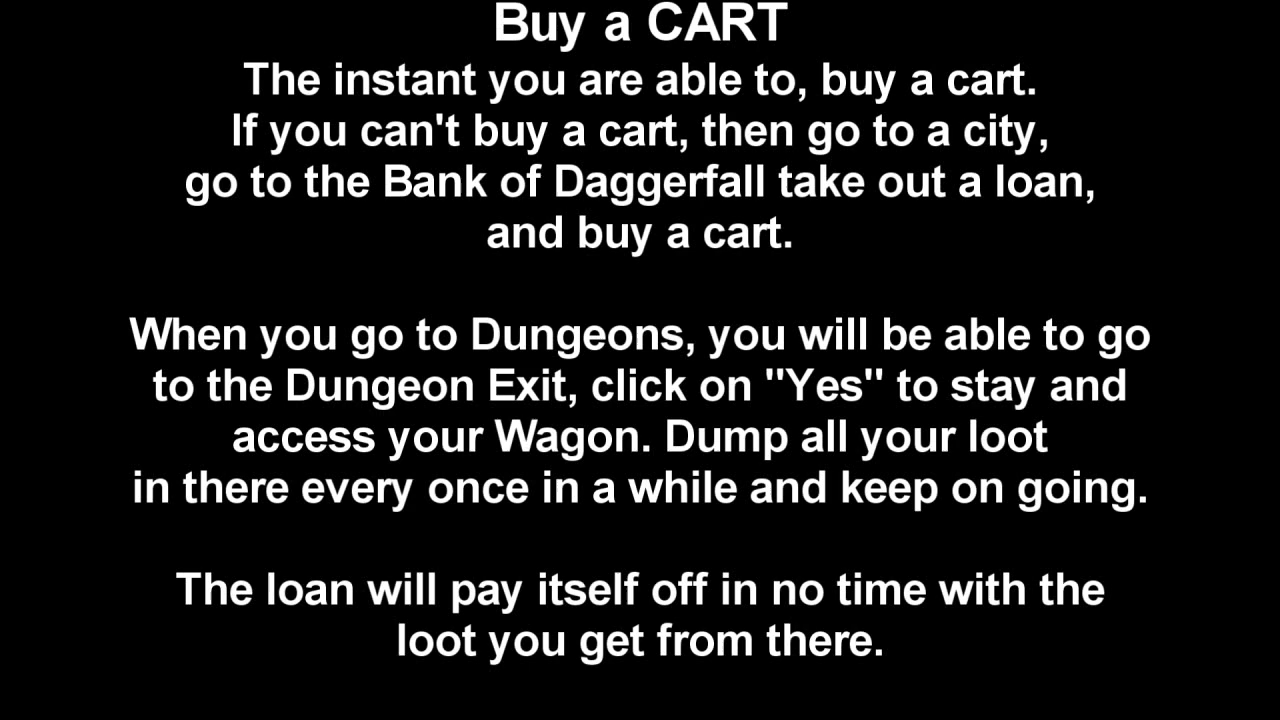 Buy a CART
The instant you are able to, buy a cart.
If you can't buy a cart, then go to a city,
go to the Bank of Daggerfall take out a loan,
and buy a cart.
When you go to Dungeons, you will be able to go
to the Dungeon Exit, click on "Yes" to stay and
access your Wagon. Dump all your loot
in there every once in a while and keep on going.
The loan will pay itself off in no time with the
loot you get from there.